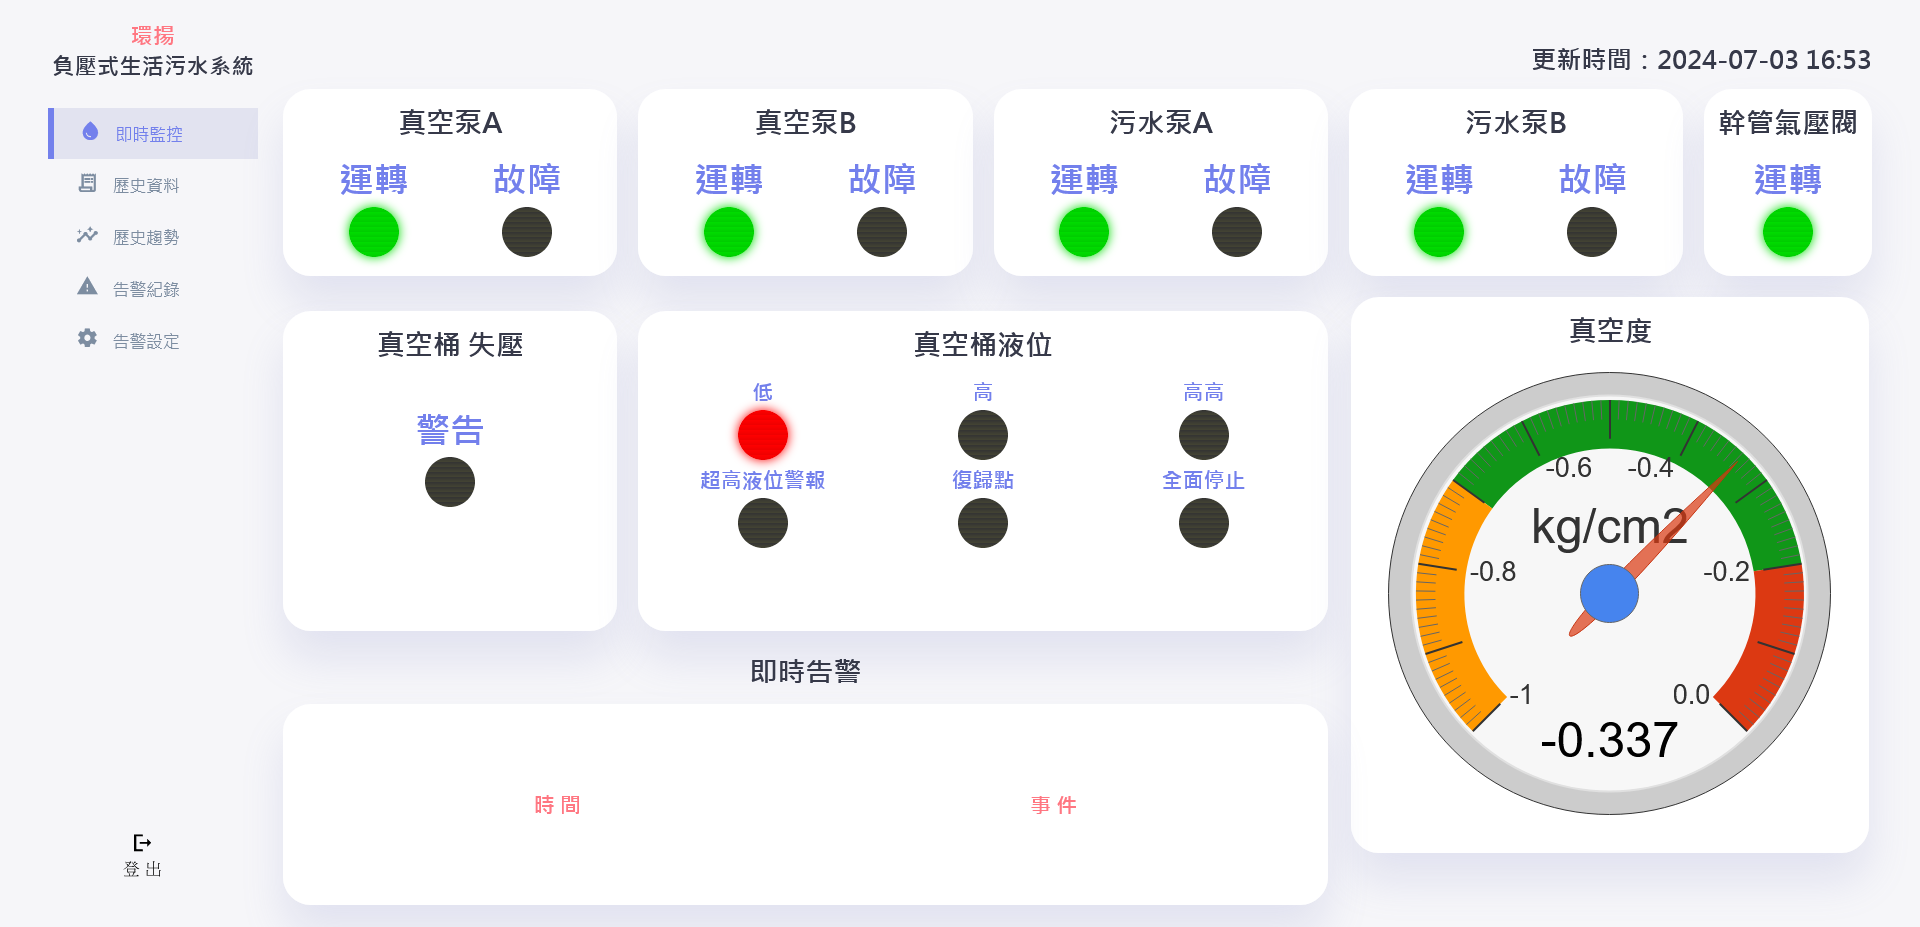 環揚
負壓式生活污水系統
更新時間：2024-07-03 16:53
即時監控
歷史資料
歷史趨勢
告警紀錄
告警設定
登 出
真空泵A
運轉 故障
真空泵B
運轉 故障
污水泵A
運轉 故障
污水泵B
運轉 故障
幹管氣壓閥
運轉
真空桶 失壓
警告
真空桶液位
低 高 高高
超高液位警報 復歸點 全面停止
真空度
-0.6 -0.4
kg/cm2
-0.8 -0.2
-1 0.0
-0.337
即時告警
時 間 事 件